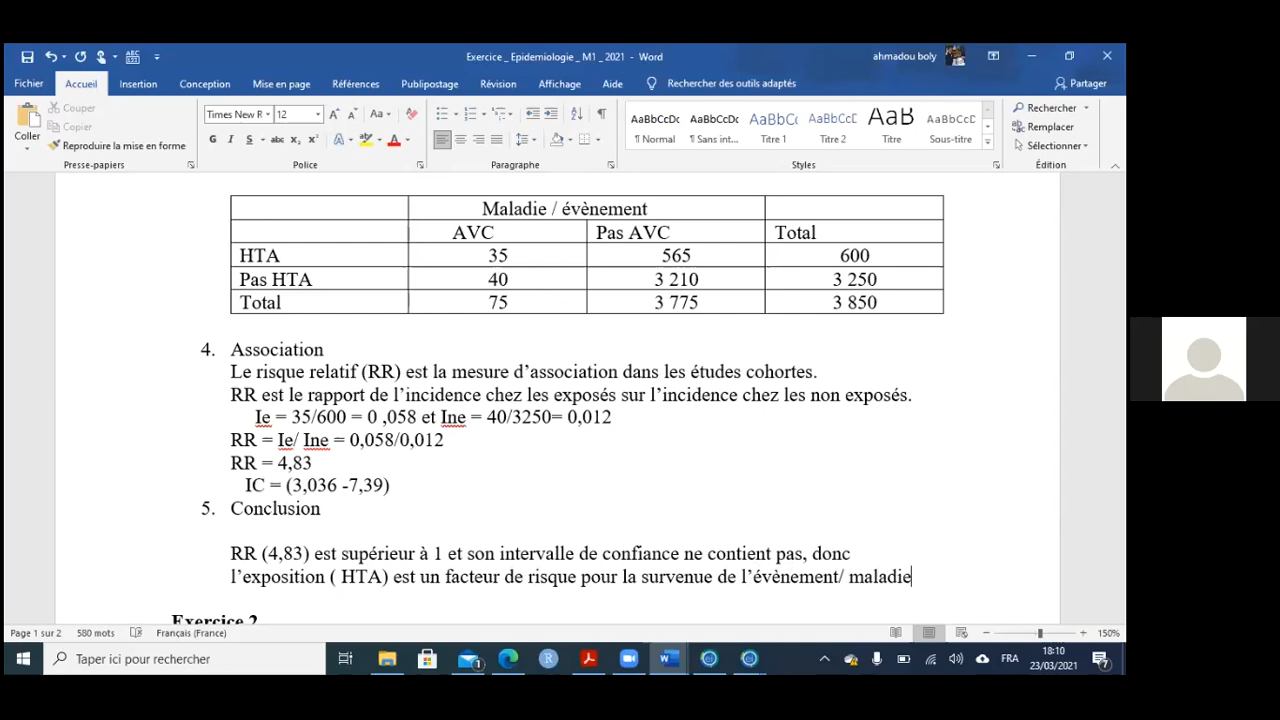 Exercice _ Epidemiologie _ M1 _ 2021 - Word
ahmadou boly
Fichier Accueil Insertion Conception Mise en page Références Publipostage Révision Affichage Aide Rechercher des outils adaptés Partager
Coller
Couper
Copier
Reproduire la mise en forme
Presse-papiers
Times New R 12
Police
Paragraphe
AaBbCcDc AaBbCcDc AaBbCc AaBbCcD AaB AaBbCcD
¶ Normal ¶ Sans int... Titre 1 Titre 2 Titre Sous-titre
Styles
Rechercher
Remplacer
Sélectionner
Édition
Maladie / évènement
AVC Pas AVC Total
HTA 35 565 600
Pas HTA 40 3 210 3 250
Total 75 3 775 3 850
4. Association
Le risque relatif (RR) est la mesure d’association dans les études cohortes.
RR est le rapport de l’incidence chez les exposés sur l’incidence chez les non exposés.
Ie = 35/600 = 0 ,058 et Ine = 40/3250= 0,012
RR = Ie/ Ine = 0,058/0,012
RR = 4,83
IC = (3,036 -7,39)
5. Conclusion
RR (4,83) est supérieur à 1 et son intervalle de confiance ne contient pas, donc
l’exposition ( HTA) est un facteur de risque pour la survenue de l’évènement/ maladie
Exercice 2
Page 1 sur 2 580 mots Français (France) 150%
Taper ici pour rechercher
FRA
18:10
23/03/2021